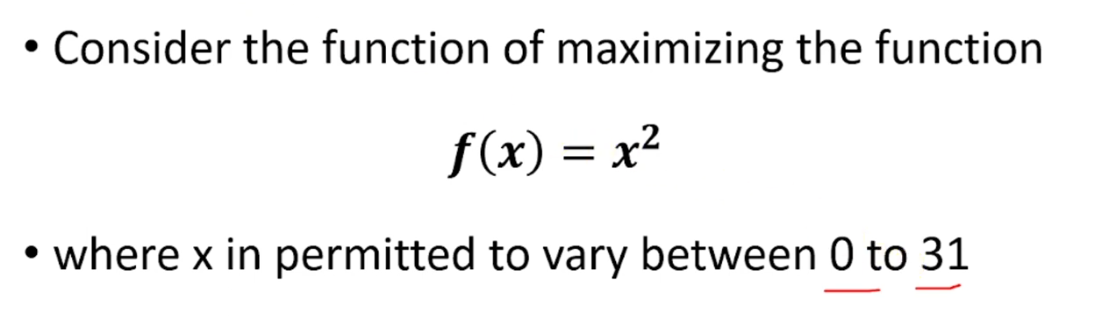 • Consider the function of maximizing the function
f(x) = x²
• where x in permitted to vary between 0 to 31